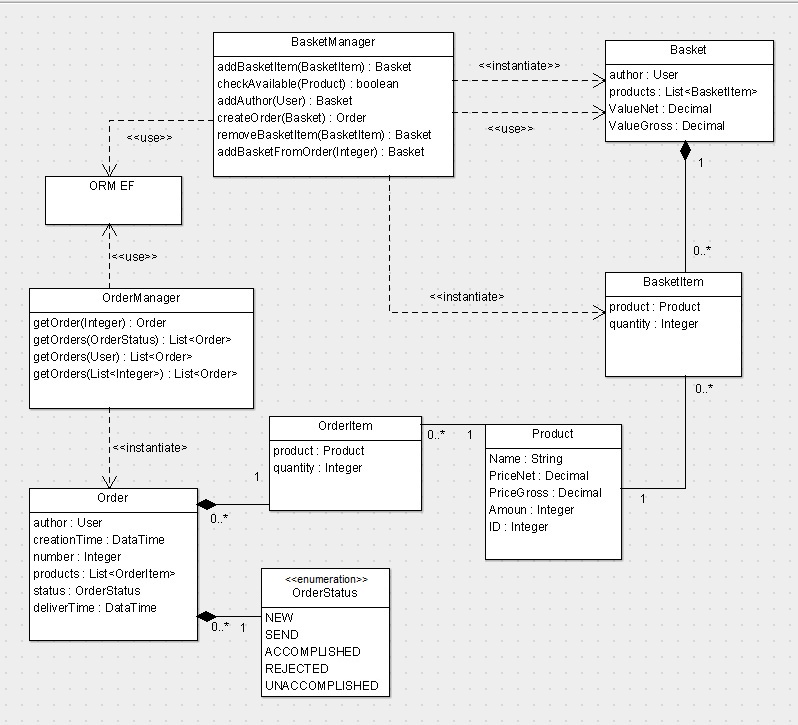 BasketManager
addBasketItem(BasketItem) : Basket
checkAvailable(Product) : boolean
addAuthor(User) : Basket
createOrder(Basket) : Order
removeBasketItem(BasketItem) : Basket
addBasketFromOrder(Integer) : Basket
<<instantiate>>
<<use>>
Basket
author : User
products : List<BasketItem>
ValueNet : Decimal
ValueGross : Decimal
1
0..*
<<use>>
ORM EF
<<use>>
<<instantiate>>
BasketItem
product : Product
quantity : Integer
0..*
1
OrderManager
getOrder(Integer) : Order
getOrders(OrderStatus) : List<Order>
getOrders(User) : List<Order>
getOrders(List<Integer>) : List<Order>
<<instantiate>>
OrderItem
product : Product
quantity : Integer
0..* 1
Product
Name : String
PriceNet : Decimal
PriceGross : Decimal
Amoun : Integer
ID : Integer
1
0..*
Order
author : User
creationTime : DataTime
number : Integer
products : List<OrderItem>
status : OrderStatus
deliverTime : DataTime
0..* 1
<<enumeration>>
OrderStatus
NEW
SEND
ACCOMPLISHED
REJECTED
UNACCOMPLISHED